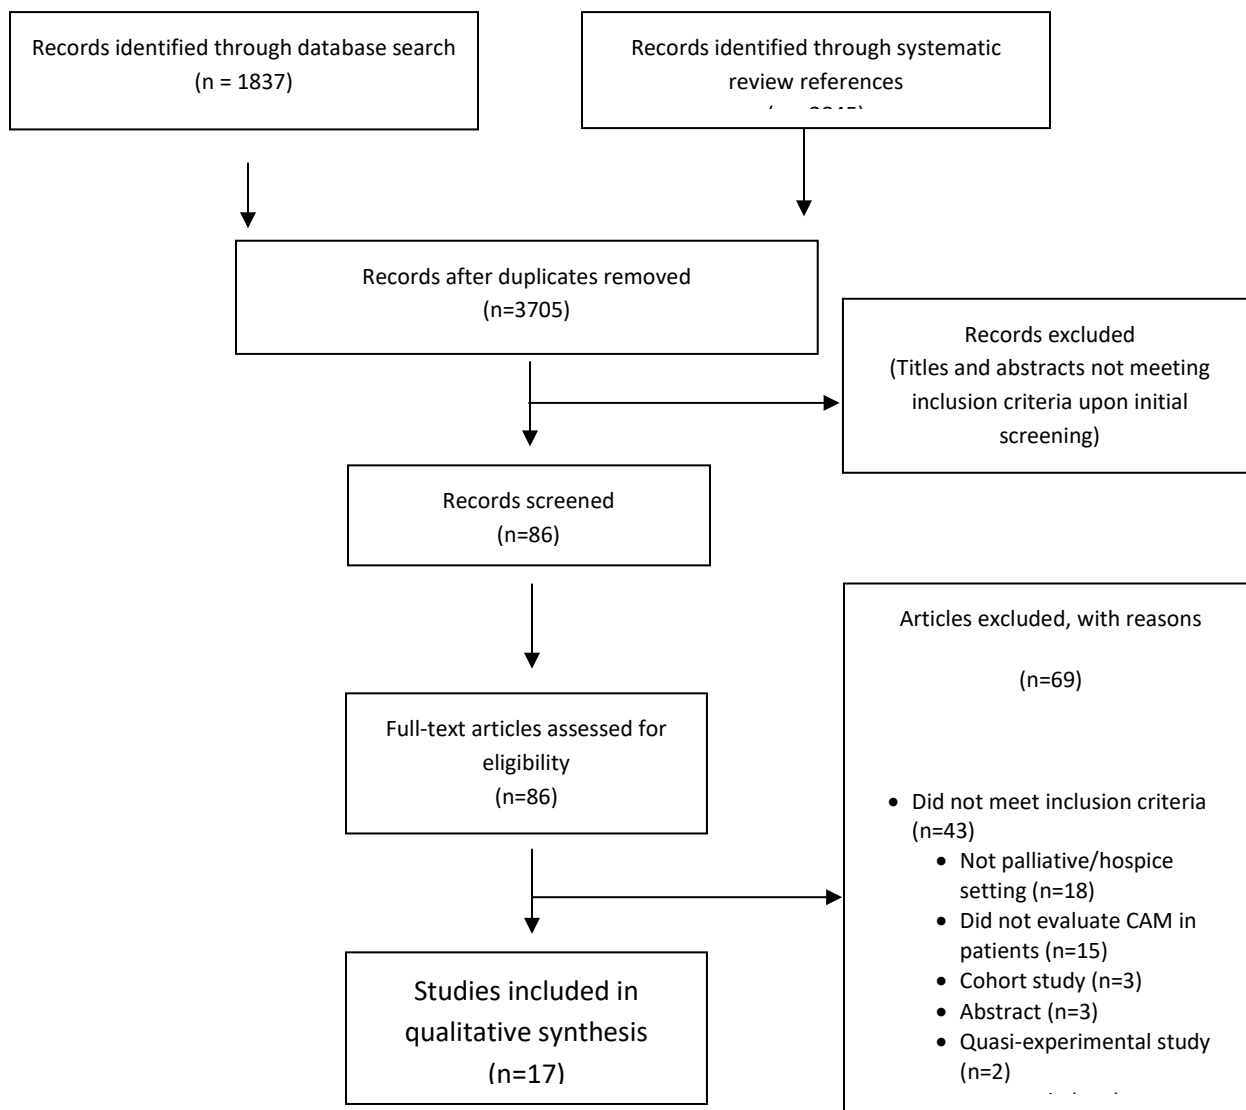 Records identified through database search
(n = 1837)
Records identified through systematic
review references
Records after duplicates removed
(n=3705)
Records excluded
(Titles and abstracts not meeting
inclusion criteria upon initial
screening)
Records screened
(n=86)
Articles excluded, with reasons
(n=69)
Full-text articles assessed for
eligibility
(n=86)
• Did not meet inclusion criteria
(n=43)
• Not palliative/hospice
setting (n=18)
• Did not evaluate CAM in
patients (n=15)
• Cohort study (n=3)
• Abstract (n=3)
• Quasi-experimental study
(n=2)
Studies included in
qualitative synthesis
(n=17)